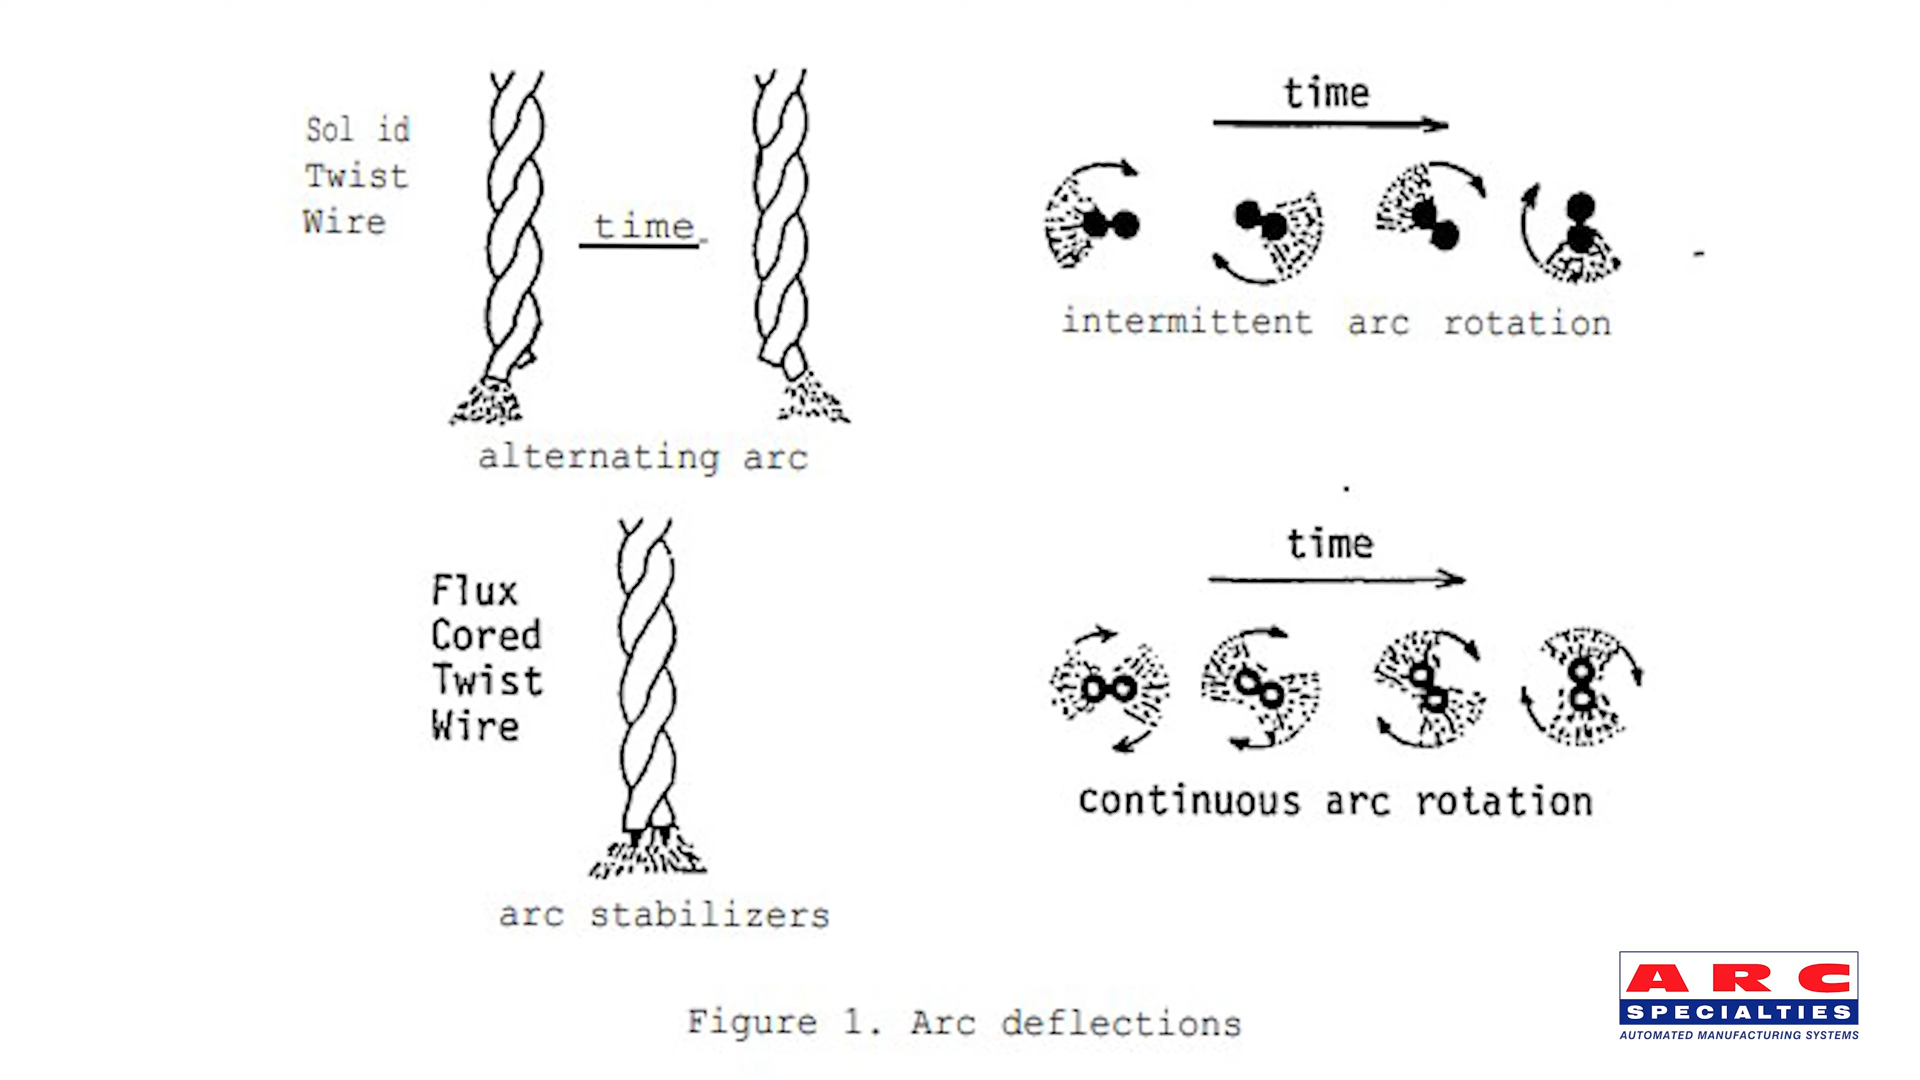 Sol id
Twist
Wire
time
alternating arc
time
intermittent arc rotation
Flux
Cored
Twist
Wire
arc stabilizers
time
continuous arc rotation
Figure 1. Arc deflections
ARC
SPECIALTIES
AUTOMATED MANUFACTURING SYSTEMS